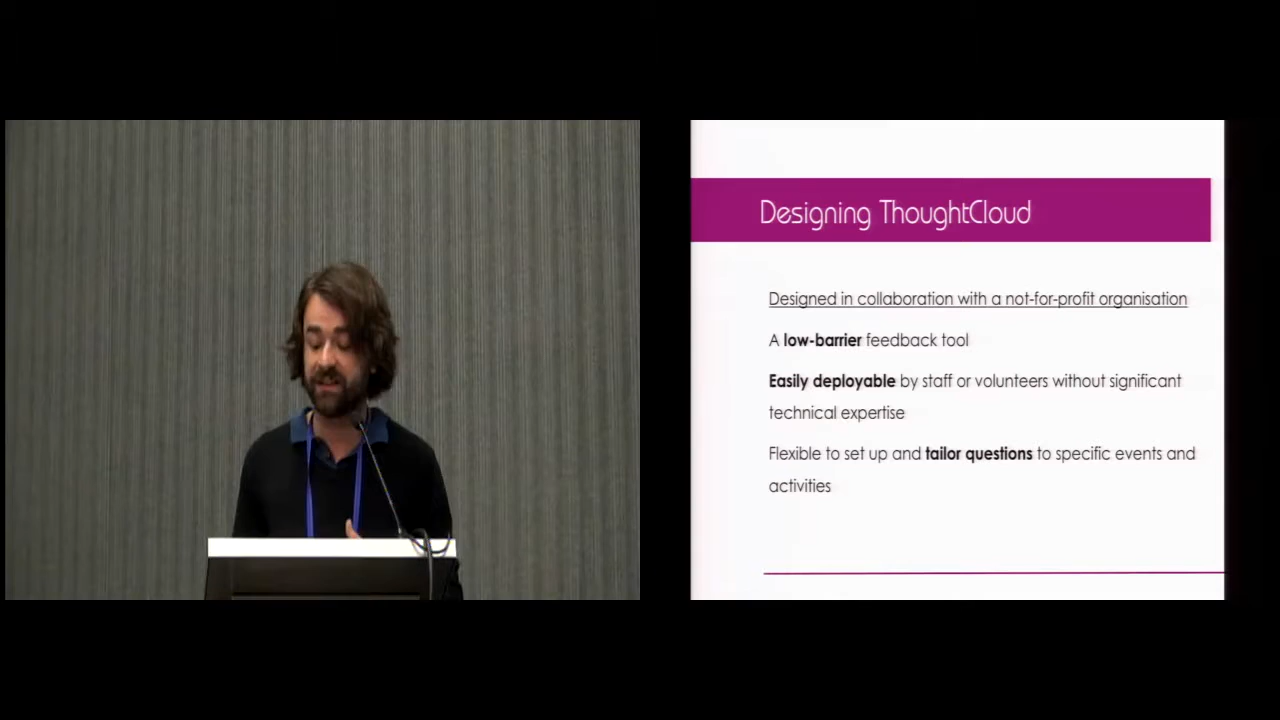 Designing ThoughtCloud
Designed in collaboration with a not-for-profit organisation
A low-barrier feedback tool
Easily deployable by staff or volunteers without significant
technical expertise
Flexible to set up and tailor questions to specific events and
activities